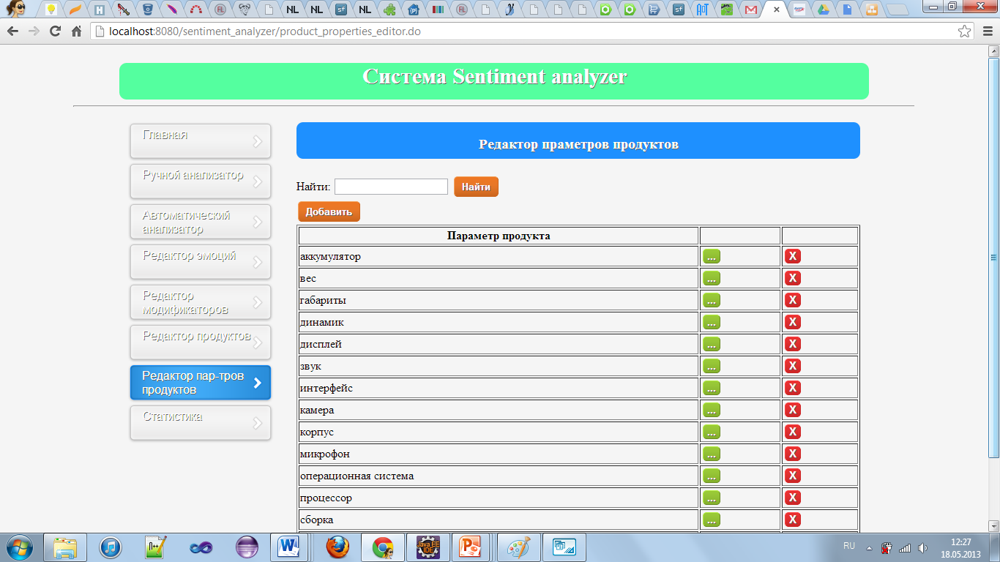 NL
NL
sf
NL
sf
localhost:8080/sentiment_analyzer/product_properties_editor.do
Система Sentiment analyzer
Главная
Ручной анализатор
Автоматический
анализатор
Редактор эмоций
Редактор
модификаторов
Редактор продуктов
Редактор пар-тров
продуктов
Статистика
Редактор праметров продуктов
Найти:
Найти
Добавить
Параметр продукта
аккумулятор ... X
вес ... X
габариты ... X
динамик ... X
дисплей ... X
звук ... X
интерфейс ... X
камера ... X
корпус ... X
микрофон ... X
операционная система ... X
процессор ... X
сборка ... X
RU
12:27
18.05.2013